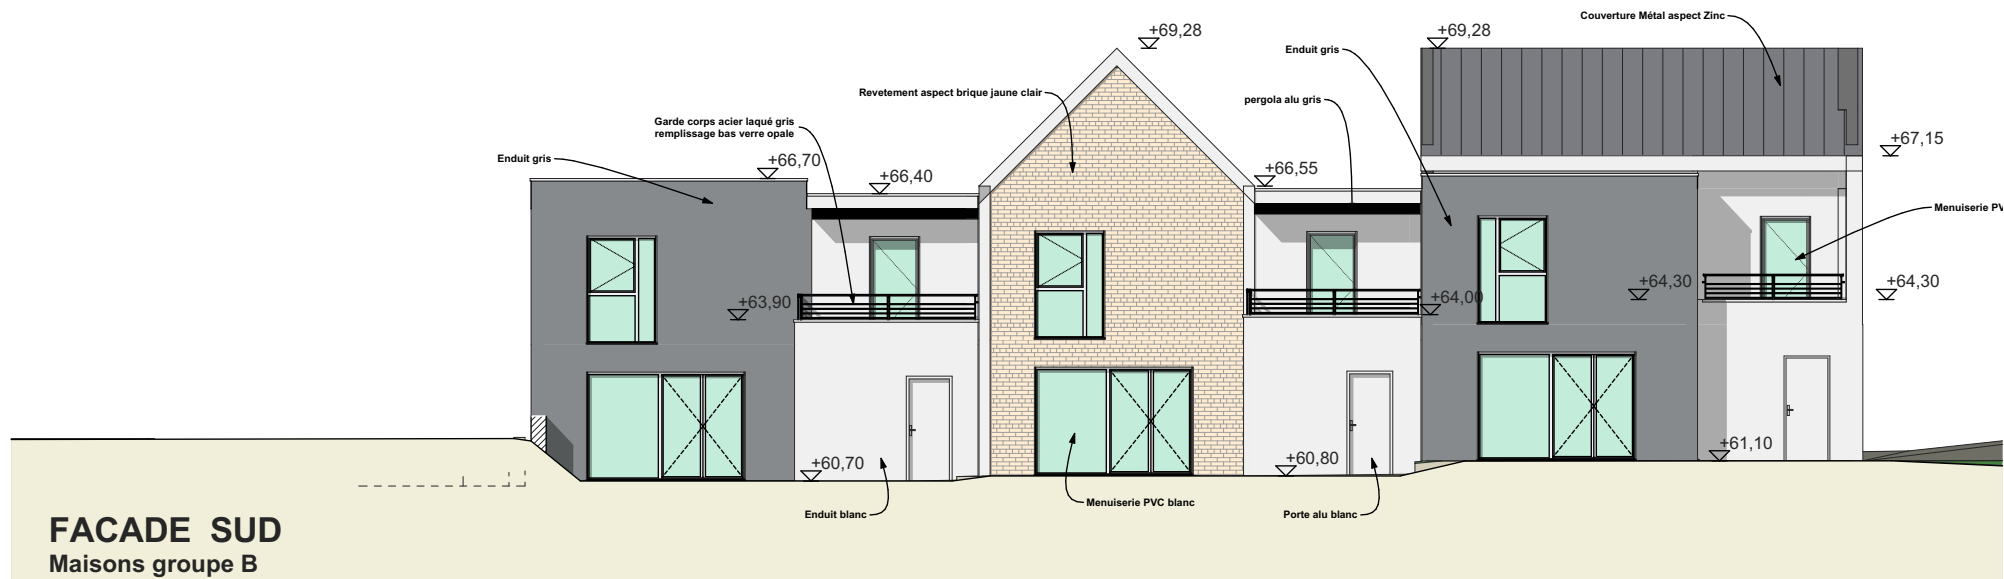 Couverture Métal aspect Zinc
+69,28
+69,28
Enduit gris
Revetement aspect brique jaune clair
pergola alu gris
Garde corps acier laqué gris
remplissage bas verre opale
+67,15
Enduit gris
+66,70
+66,40
+66,55
Menuiserie PV
+63,90
+64,00
+64,30
+64,30
+60,70
+60,80
+61,10
Menuiserie PVC blanc
Enduit blanc
Porte alu blanc
FACADE SUD
Maisons groupe B